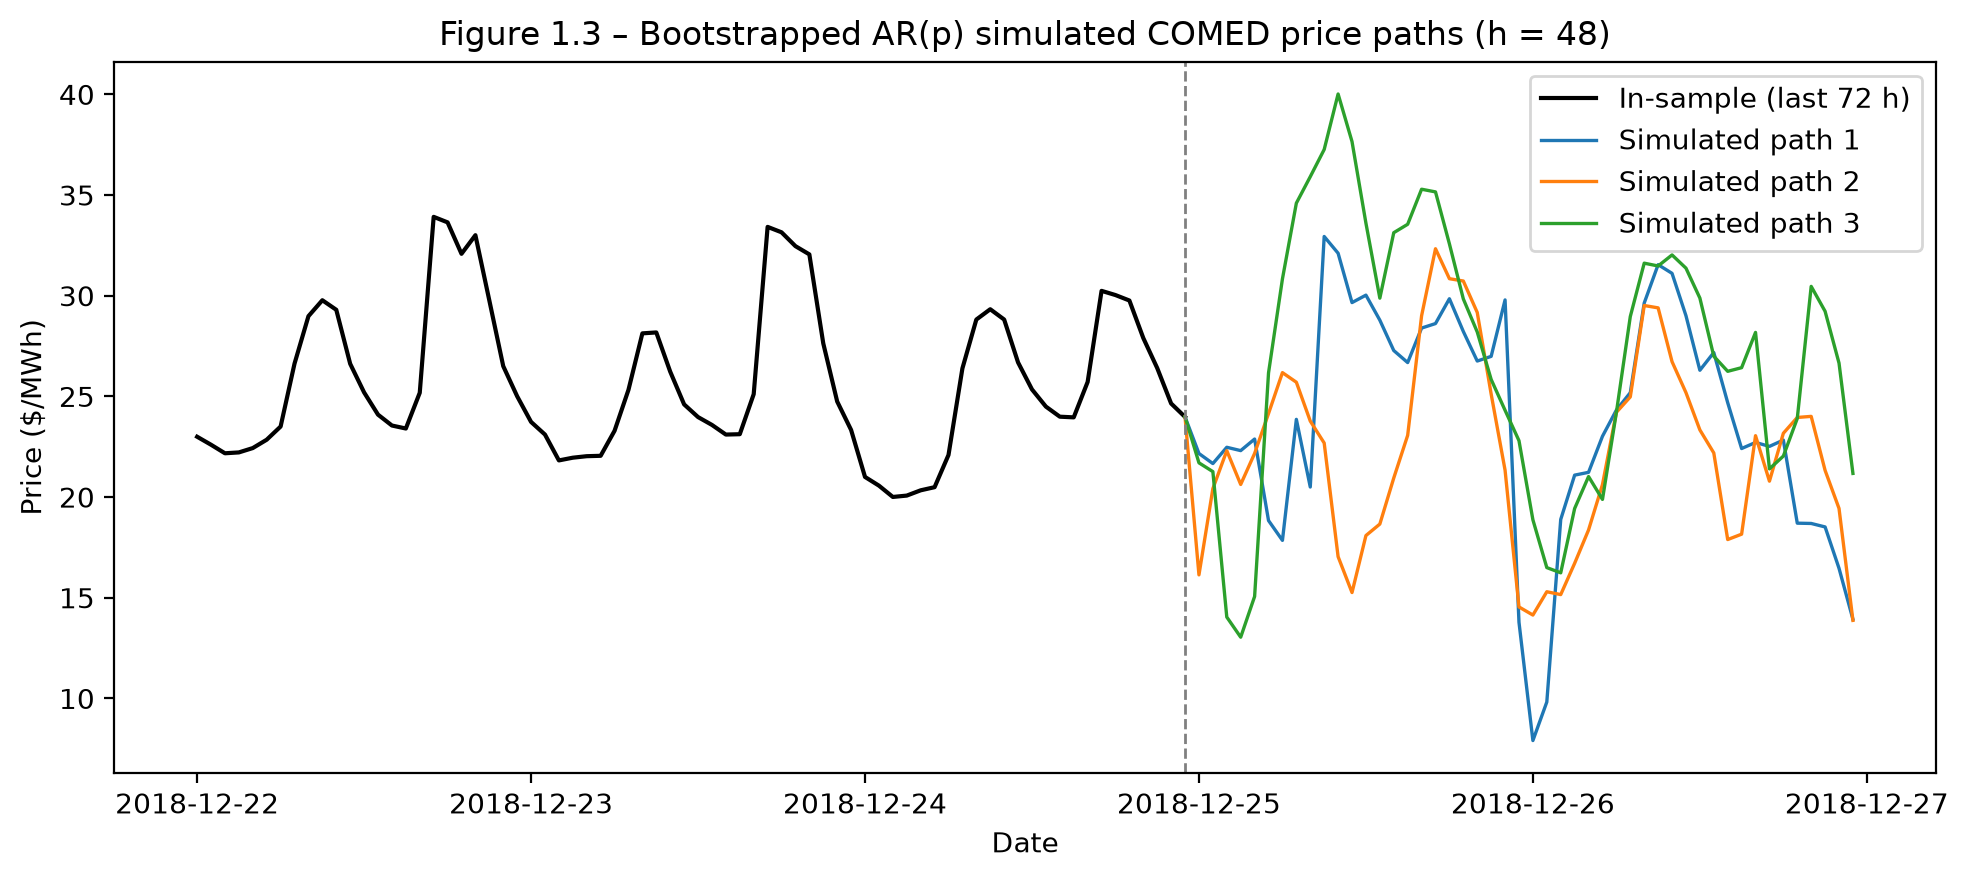 Figure 1.3 – Bootstrapped AR(p) simulated COMED price paths (h = 48)
In-sample (last 72 h)
Simulated path 1
Simulated path 2
Simulated path 3
Price ($/MWh)
40
35
30
25
20
15
10
2018-12-22 2018-12-23 2018-12-24 2018-12-25 2018-12-26 2018-12-27
Date